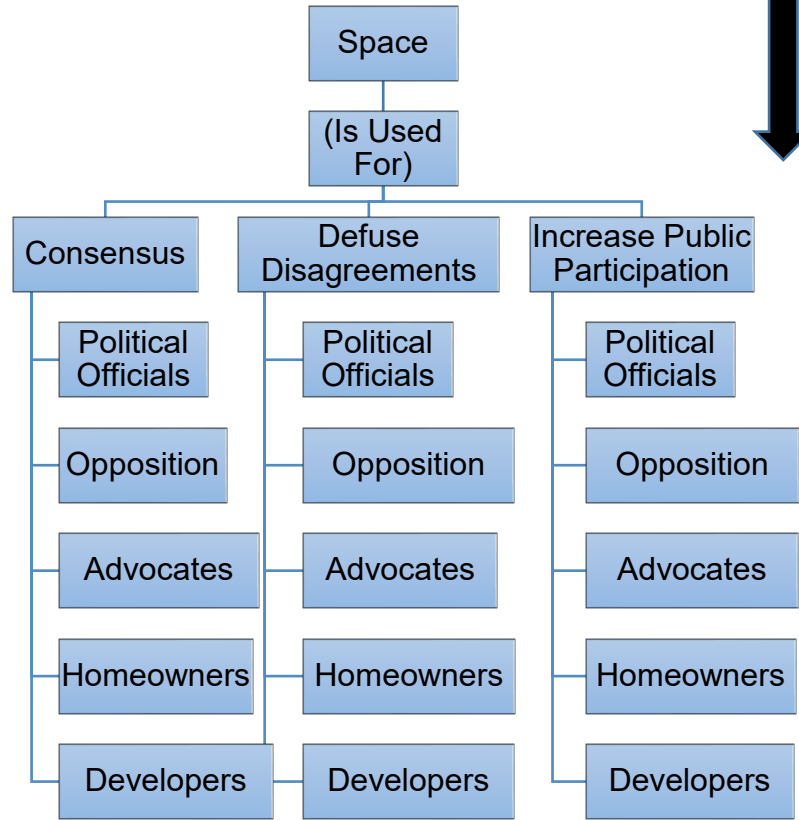 Space
(Is Used
For)
Consensus
Defuse
Disagreements
Increase Public
Participation
Political
Officials
Opposition
Advocates
Homeowners
Developers
Political
Officials
Opposition
Advocates
Homeowners
Developers
Political
Officials
Opposition
Advocates
Homeowners
Developers